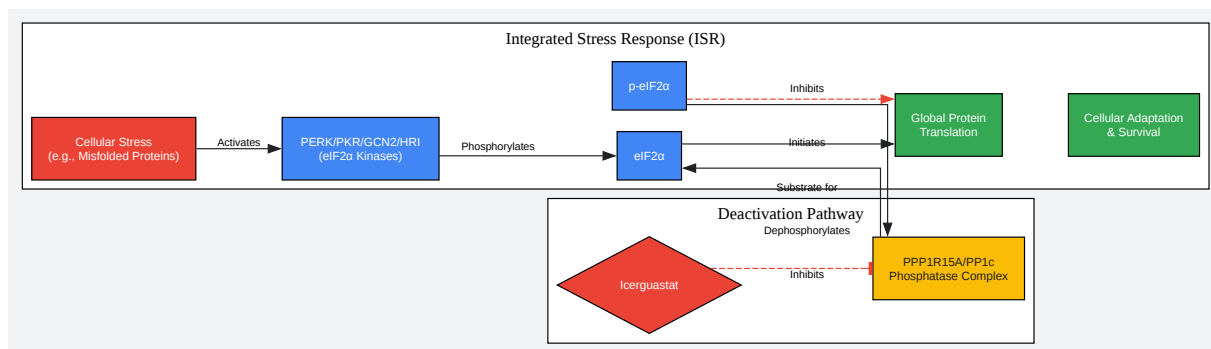 Integrated Stress Response (ISR)
p-eIF2α
Inhibits
Global Protein
Translation
Cellular Adaptation
& Survival
Cellular Stress
(e.g., Misfolded Proteins)
Activates
PERK/PKR/GCN2/HRI
(eIF2α Kinases)
Phosphorylates
eIF2α
Initiates
Substrate for
Deactivation Pathway
Dephosphorylates
PPP1R15A/PP1c
Phosphatase Complex
Icerguastat
Inhibits